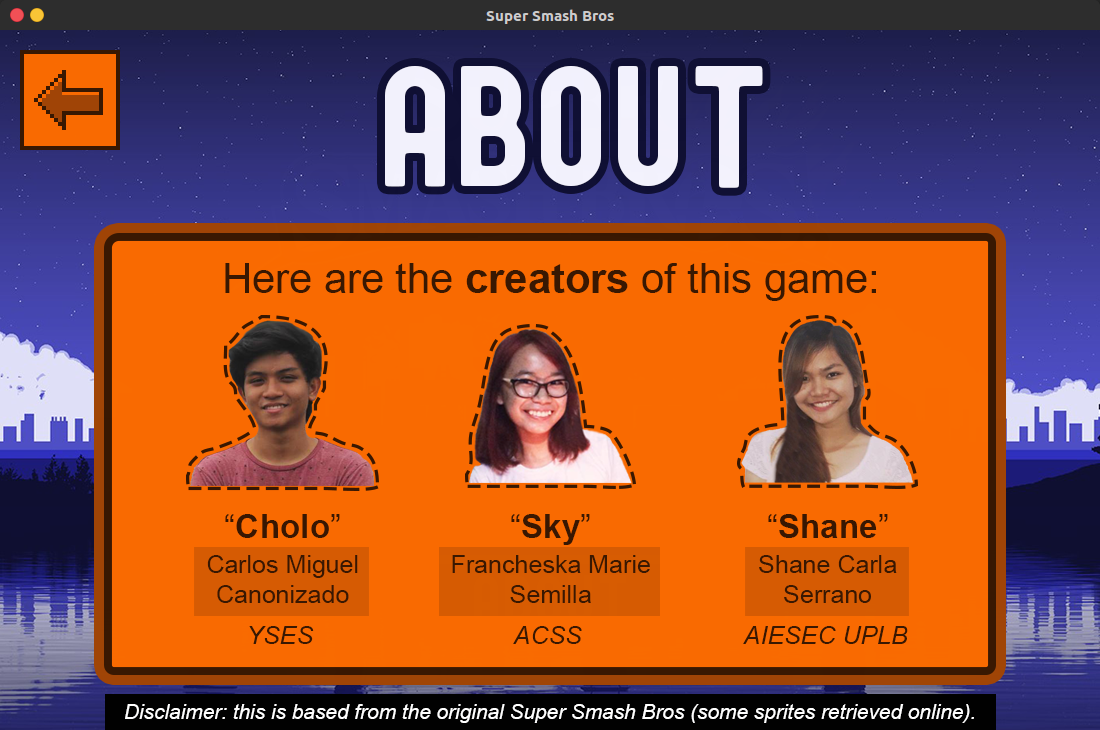 Super Smash Bros
ABOUT
Here are the creators of this game:
“Cholo”
Carlos Miguel
Canonizado
YSES
“Sky”
Francheska Marie
Semilla
ACSS
“Shane”
Shane Carla
Serrano
AIESEC UPLB
Disclaimer: this is based from the original Super Smash Bros (some sprites retrieved online).